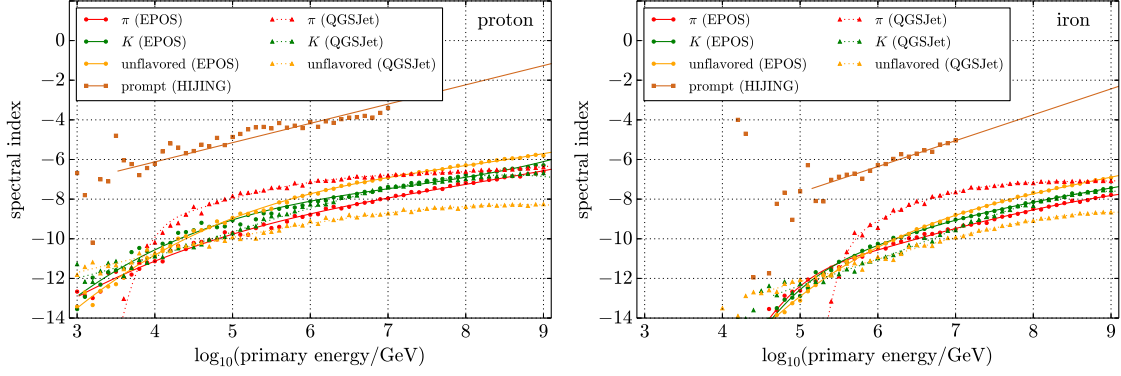 π (EPOS)
K (EPOS)
unflavored (EPOS)
prompt (HIJING)
π (QGSJet)
K (QGSJet)
unflavored (QGSJet)
proton
spectral index
0
−2
−4
−6
−8
−10
−12
−14
3 4 5 6 7 8 9
log₁₀(primary energy/GeV)
π (EPOS)
K (EPOS)
unflavored (EPOS)
prompt (HIJING)
π (QGSJet)
K (QGSJet)
unflavored (QGSJet)
iron
spectral index
0
−2
−4
−6
−8
−10
−12
−14
3 4 5 6 7 8 9
log₁₀(primary energy/GeV)